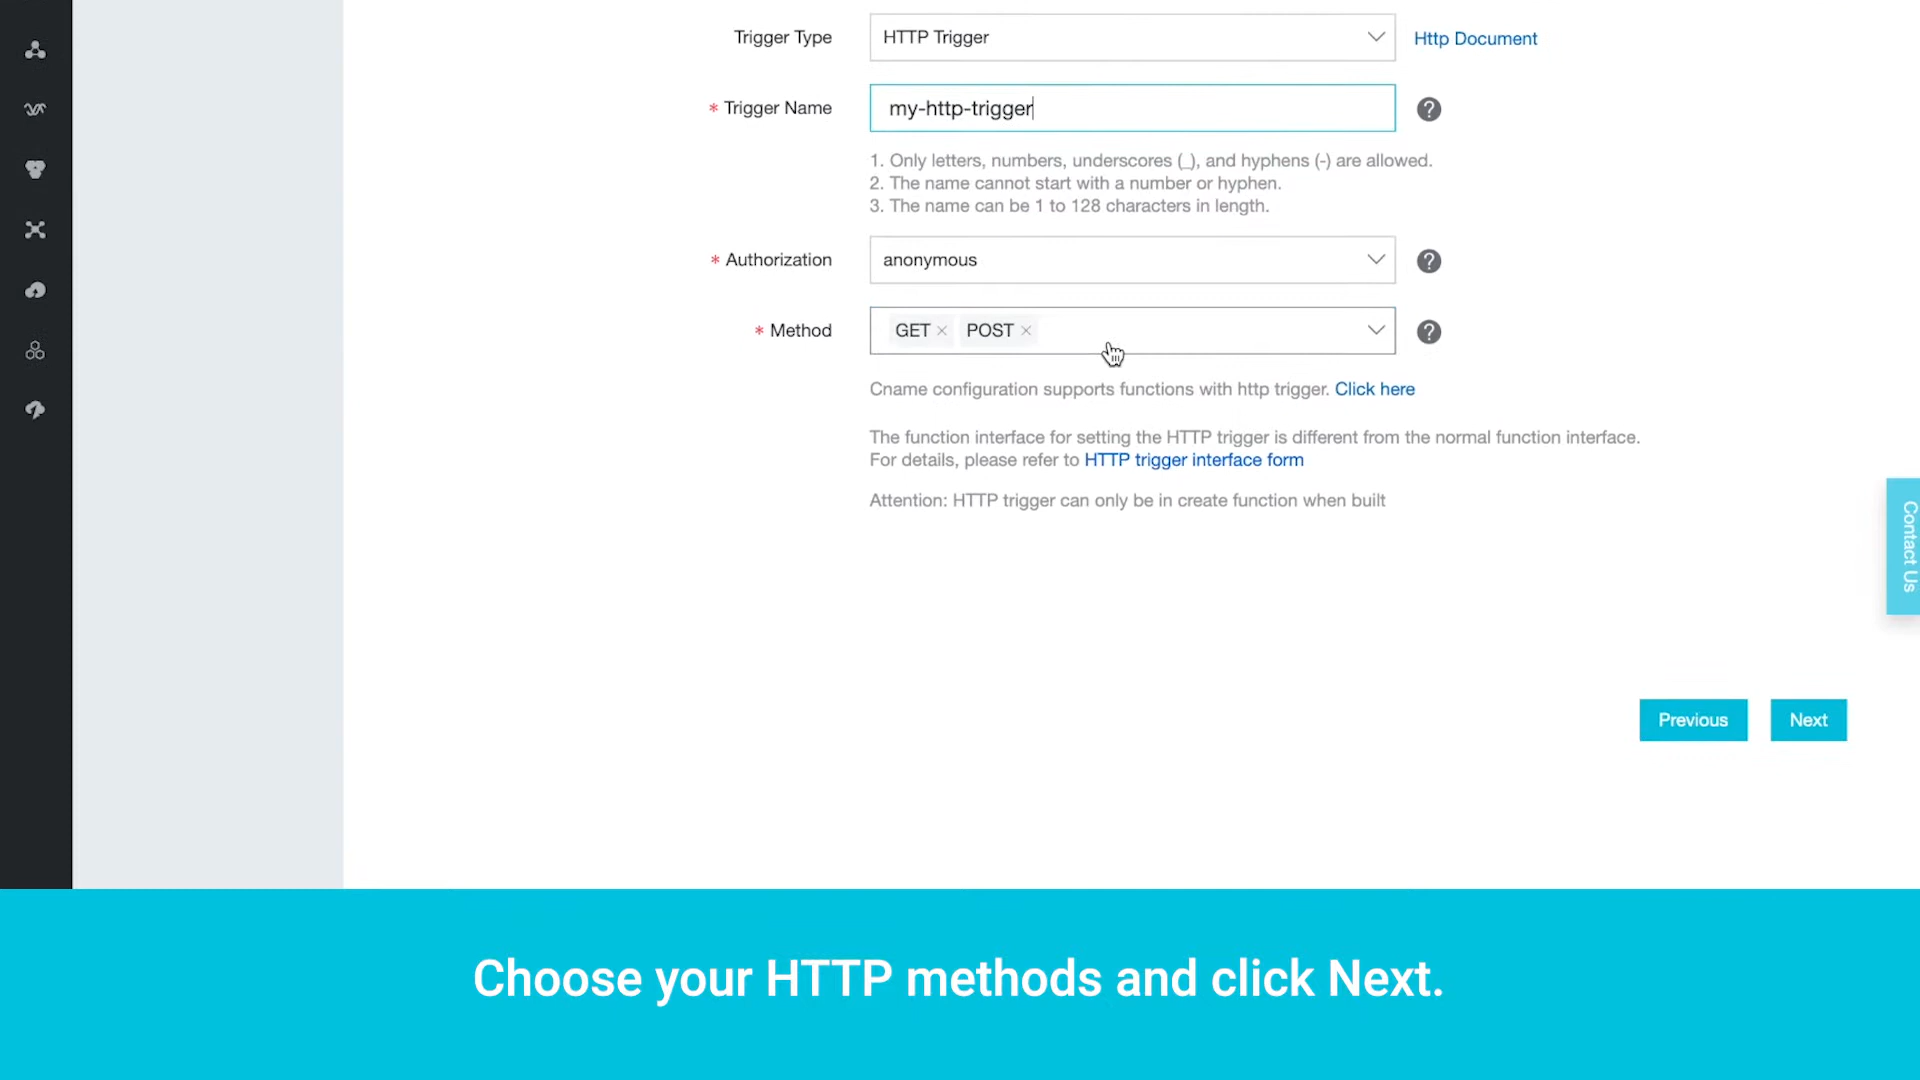 Trigger Type
HTTP Trigger
Http Document
* Trigger Name
my-http-trigger
1. Only letters, numbers, underscores (_), and hyphens (-) are allowed.
2. The name cannot start with a number or hyphen.
3. The name can be 1 to 128 characters in length.
* Authorization
anonymous
* Method
GET × POST ×
Cname configuration supports functions with http trigger. Click here
The function interface for setting the HTTP trigger is different from the normal function interface.
For details, please refer to HTTP trigger interface form
Attention: HTTP trigger can only be in create function when built
Contact Us
Previous
Next
Choose your HTTP methods and click Next.